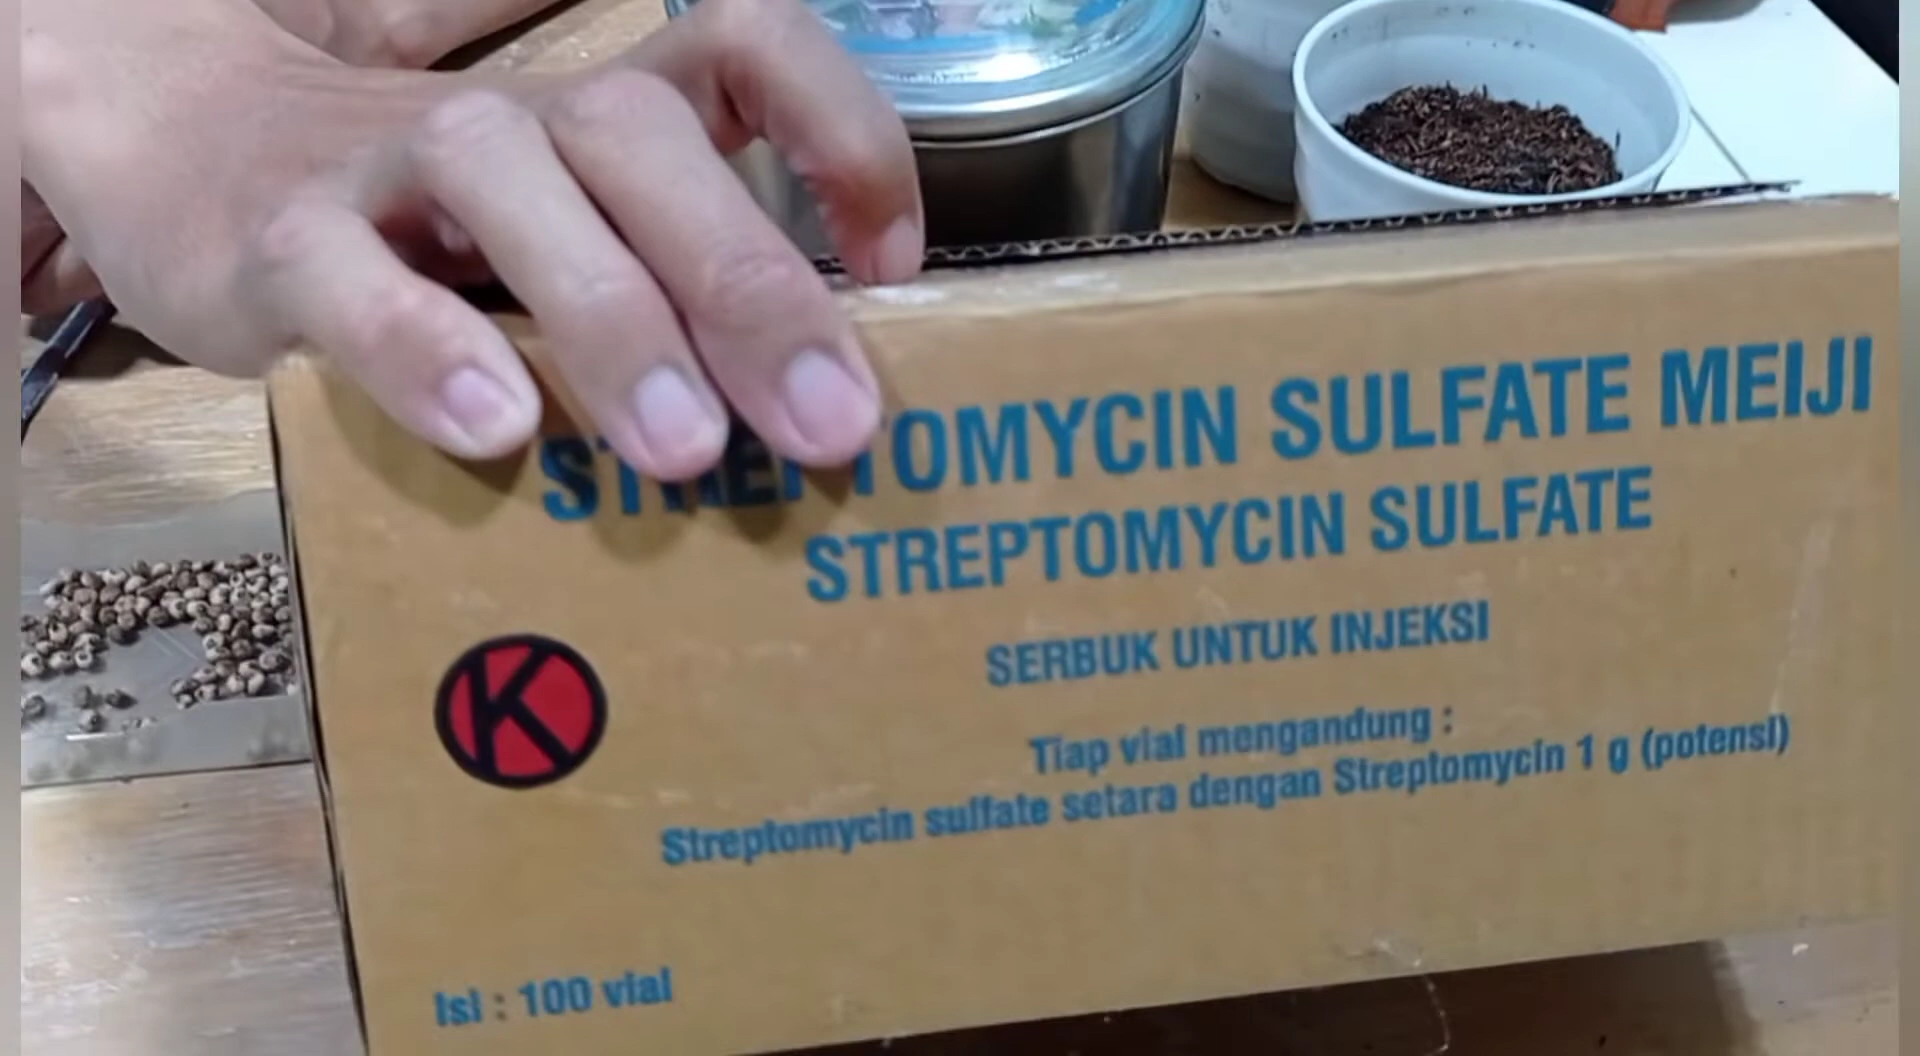 STREPTOMYCIN SULFATE MEIJI
STREPTOMYCIN SULFATE
SERBUK UNTUK INJEKSI
K
Tiap vial mengandung :
Streptomycin sulfate setara dengan Streptomycin 1 g (potensi)
Isi : 100 vial